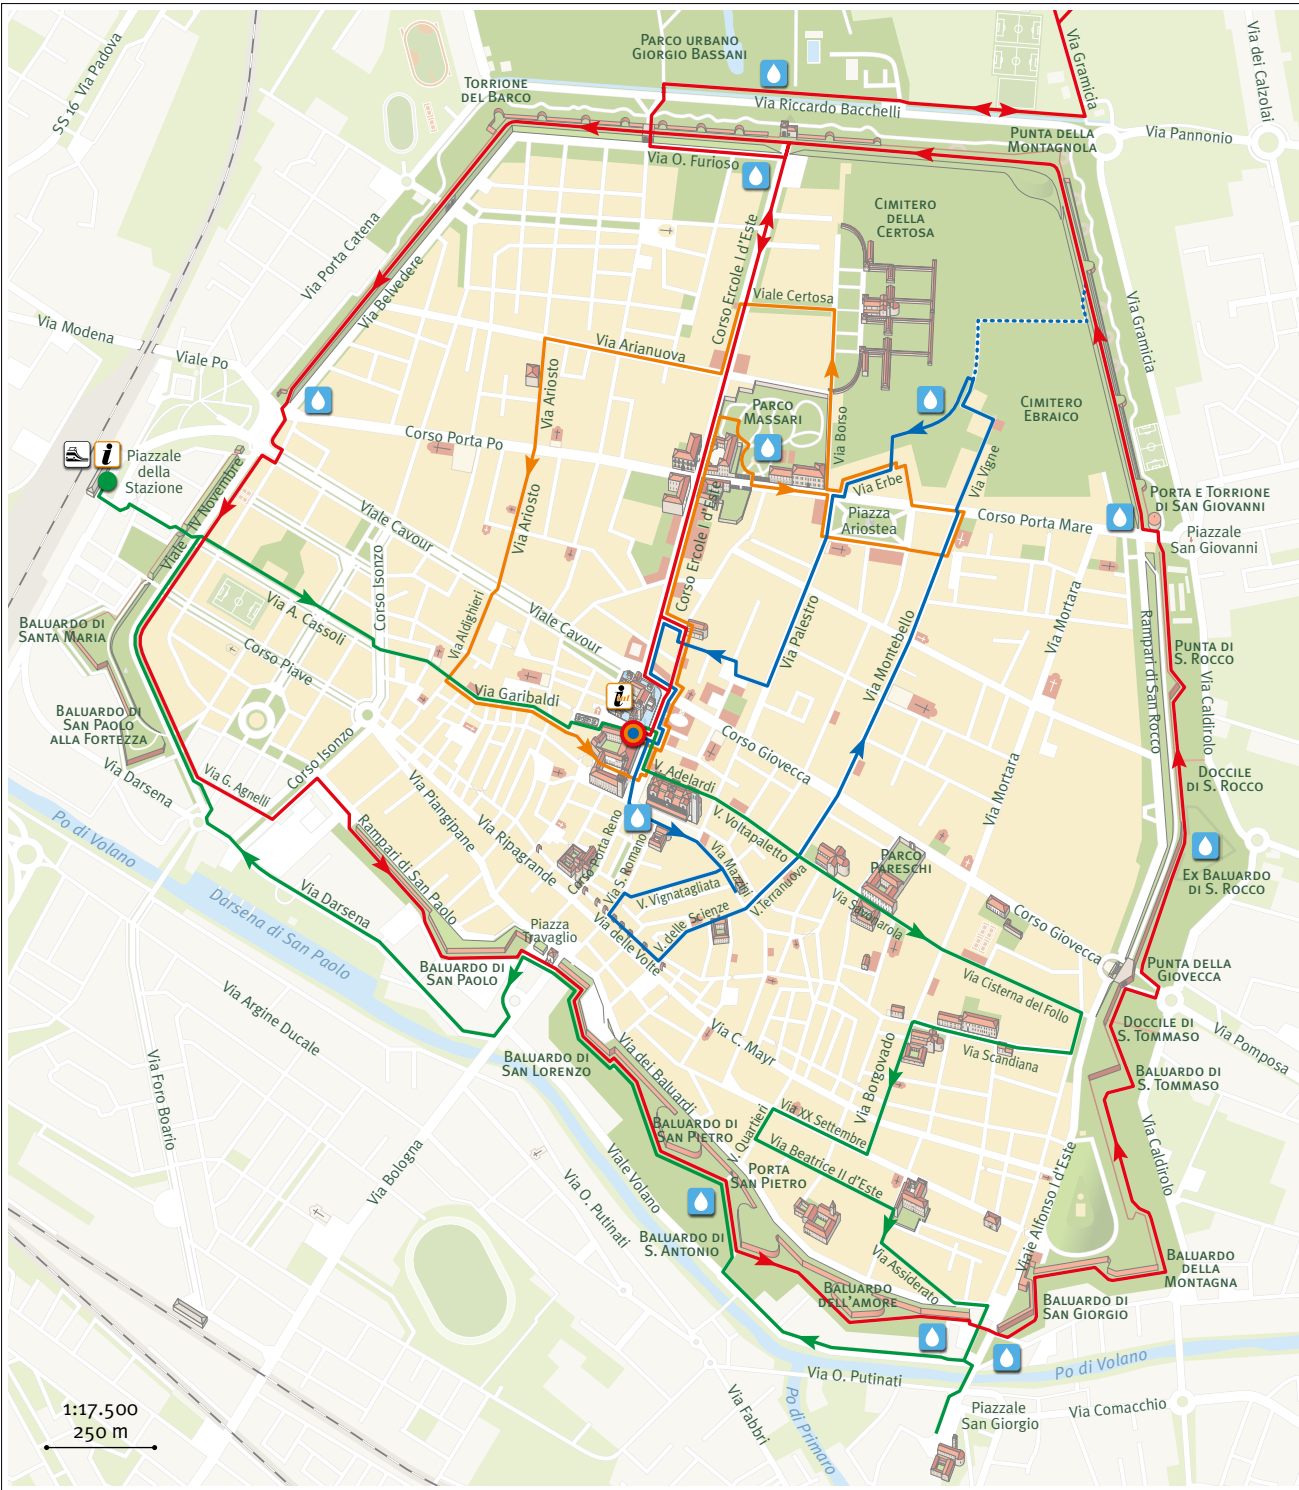 Parco urbano
Giorgio Bassani
Via Gramicia
Via dei Calzolai
SS 16 Via Padova
Torrione
del Barco
Via Riccardo Bacchelli
Punta della
Montagnola
Via Pannonio
Via O. Furioso
Cimitero
della
Certosa
Via Porta Catena
Via Belvedere
Corso Ercole I d'Este
Viale Certosa
Via Gramicia
Via Modena
Viale Po
Via Arianuova
Via Ariosto
Parco
Massari
Via Borso
Cimitero
Ebraico
Corso Porta Po
Piazzale
della
Stazione
Viale IV Novembre
Via Vigne
Via Erbe
Piazza
Ariostea
Corso Porta Mare
Porta e Torrione
di San Giovanni
Piazzale
San Giovanni
Viale Cavour
Via Ariosto
Corso Ercole I d'Este
Corso Isonzo
Via A. Cassoli
Via Aldighieri
Viale Cavour
Via Palestro
Via Montebello
Via Mortara
Rampari di San Rocco
Baluardo di
Santa Maria
Corso Piave
Punta di
S. Rocco
Via Caldirolo
Via Garibaldi
Baluardo di
San Paolo
alla Fortezza
Corso Isonzo
Corso Giovecca
Via Darsena
Via G. Agnelli
V. Adelardi
Via Mortara
Doccile
di S. Rocco
Po di Volano
Via Piangipane
Via Ripagrande
Corso Porta Reno
Via S. Romano
V. Voltapaletto
Rampari di San Paolo
Via Mazzini
Parco
Pareschi
Ex Baluardo
di S. Rocco
V. Vignatagliata
V. Terranuova
Via Darsena
Darsena di San Paolo
Via delle Volte
V. delle Scienze
Via Savonarola
Corso Giovecca
Piazza
Travaglio
Baluardo di
San Paolo
Punta della
Giovecca
Via Cisterna del Follo
Via Argine Ducale
Via C. Mayr
Via Borgovado
Via Scandiana
Doccile di
S. Tommaso
Via Pomposa
Via Foro Boario
Baluardo di
San Lorenzo
Via dei Baluardi
Baluardo di
S. Tommaso
Via XX Settembre
V. Quartieri
Baluardo di
San Pietro
Via Beatrice II d'Este
Via Bologna
Viale Volano
Porta
San Pietro
Via Caldirolo
Via O. Putinati
Baluardo di
S. Antonio
Via Assiderato
Viale Alfonso I d'Este
Baluardo
della
Montagna
Baluardo
dell'Amore
Baluardo di
San Giorgio
Po di Volano
Via O. Putinati
Via Fabbri
Po di Primaro
Piazzale
San Giorgio
Via Comacchio
1:17.500
250 m